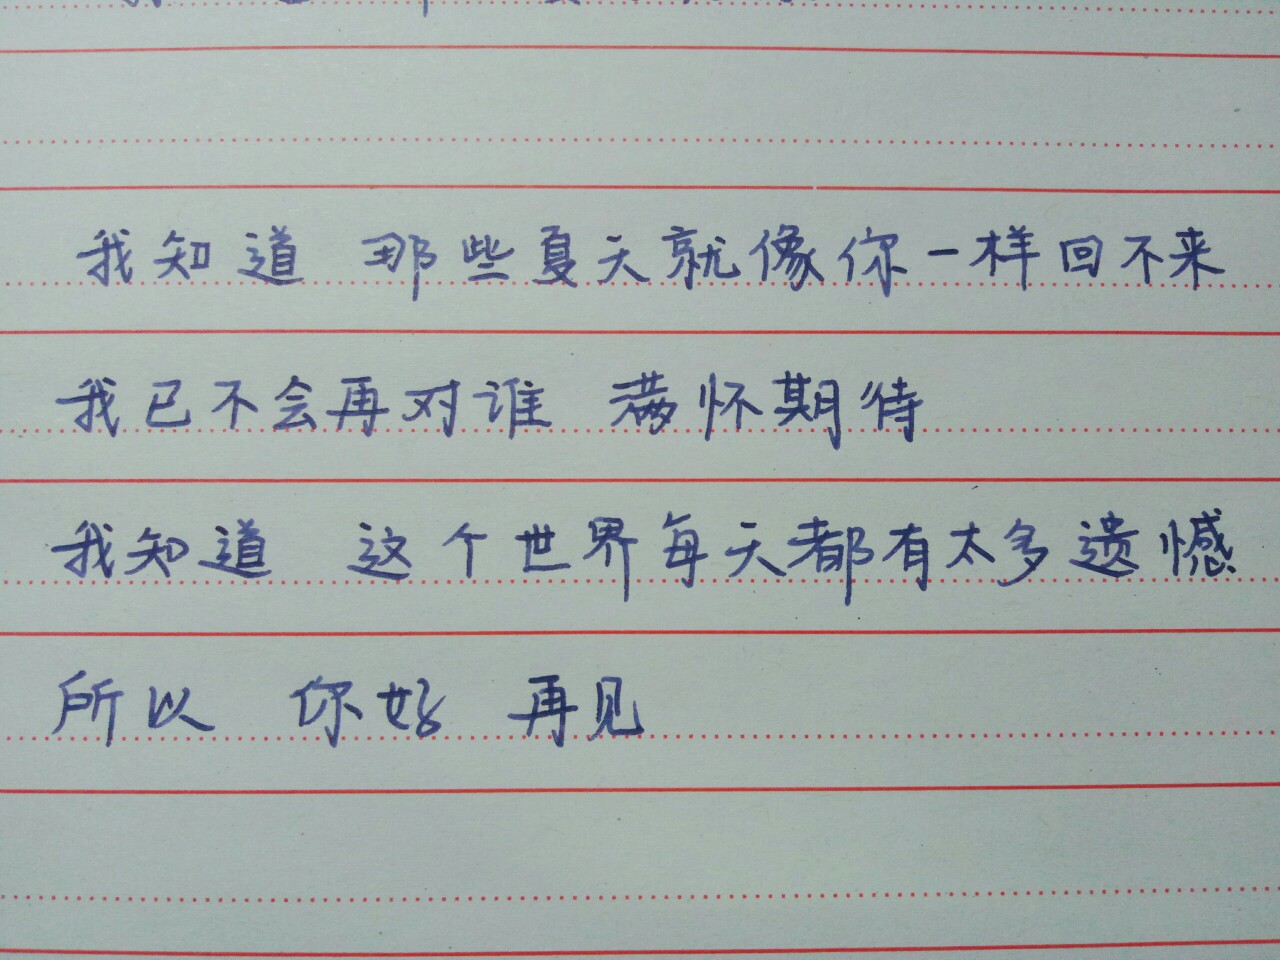 我知道 那些夏天就像你一样回不来
我已不会再对谁 满怀期待
我知道 这个世界每天都有太多遗憾
所以 你好 再见